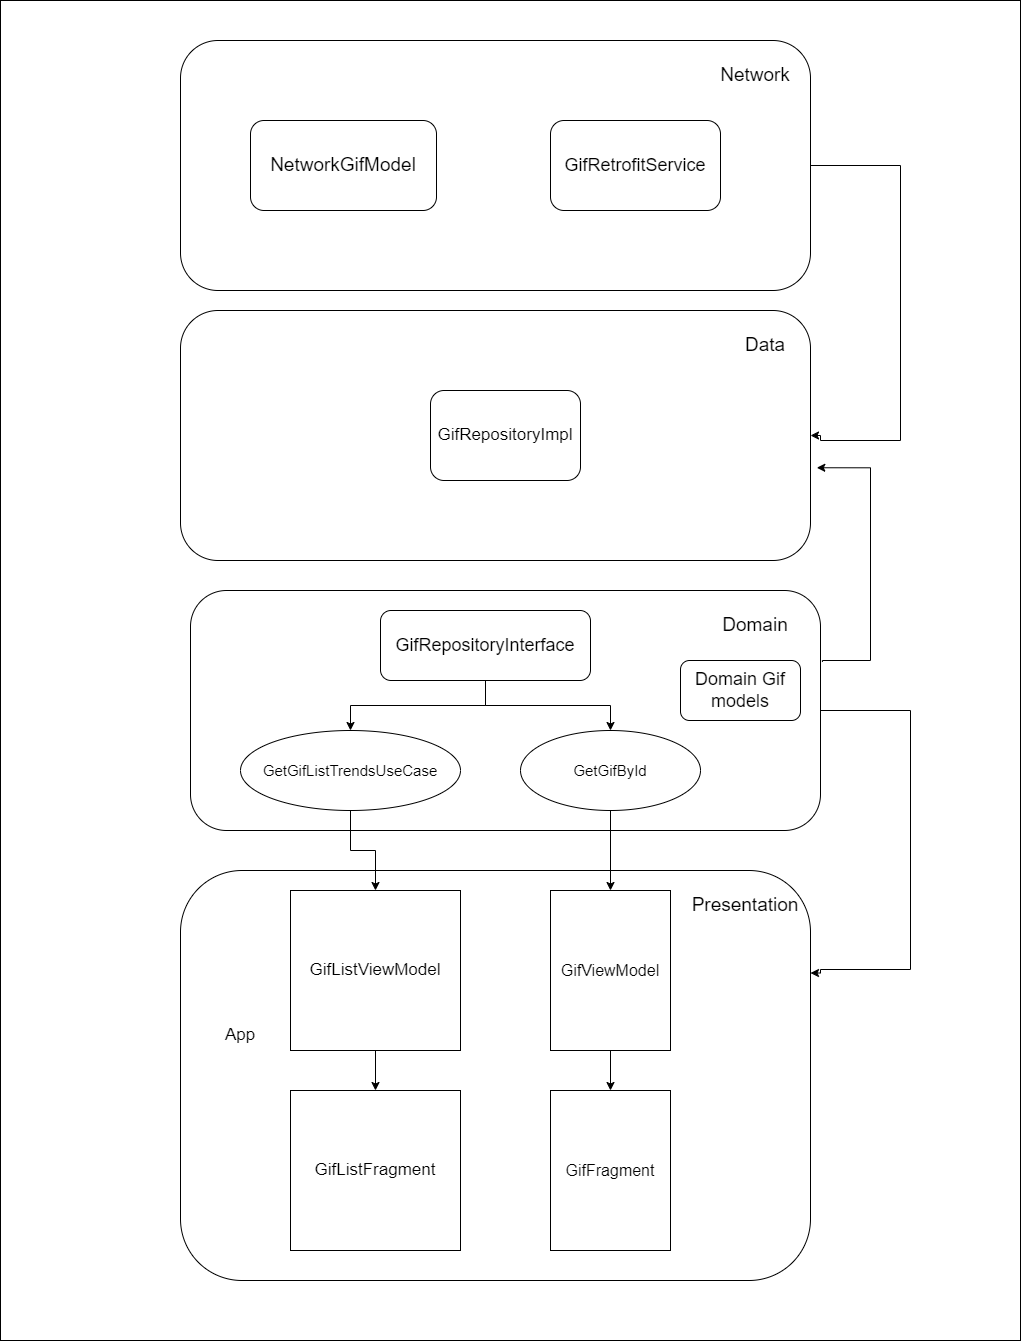 Network
NetworkGifModel
GifRetrofitService
Data
GifRepositoryImpl
Domain
GifRepositoryInterface
Domain Gif
models
GetGifListTrendsUseCase
GetGifById
Presentation
GifListViewModel
GifViewModel
App
GifListFragment
GifFragment